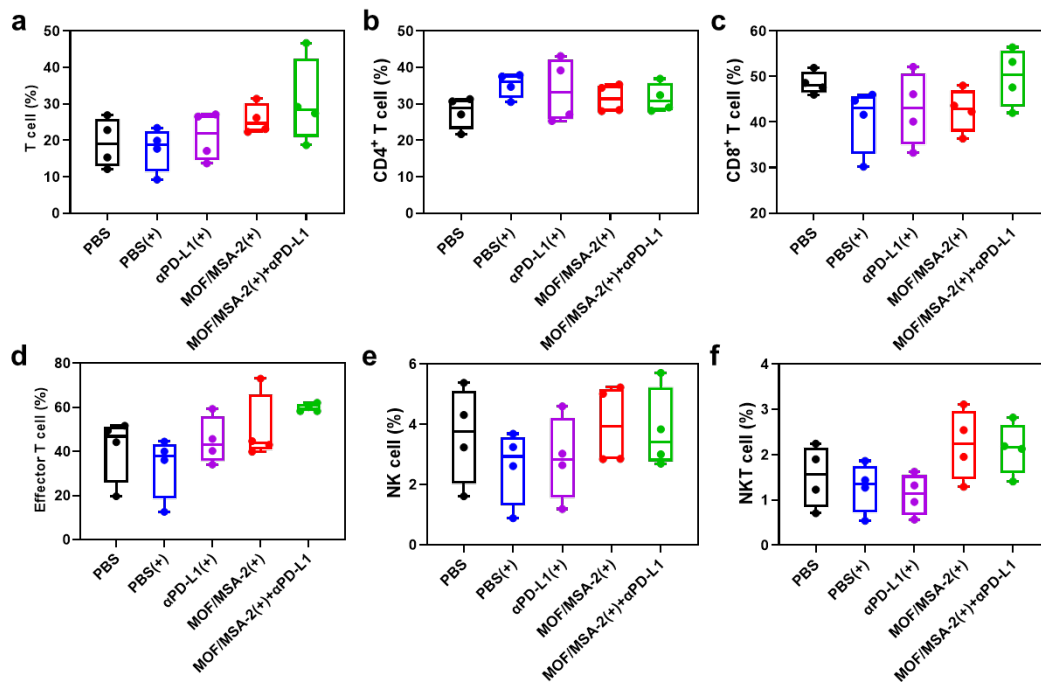 a
T cell (%)
50
40
30
20
10
0
PBS
PBS(+)
αPD-L1(+)
MOF/MSA-2(+)
MOF/MSA-2(+)+αPD-L1
b
CD4+ T cell (%)
50
40
30
20
10
0
PBS
PBS(+)
αPD-L1(+)
MOF/MSA-2(+)
MOF/MSA-2(+)+αPD-L1
c
CD8+ T cell (%)
60
50
40
30
20
PBS
PBS(+)
αPD-L1(+)
MOF/MSA-2(+)
MOF/MSA-2(+)+αPD-L1
d
Effector T cell (%)
80
60
40
20
0
PBS
PBS(+)
αPD-L1(+)
MOF/MSA-2(+)
MOF/MSA-2(+)+αPD-L1
e
NK cell (%)
6
4
2
0
PBS
PBS(+)
αPD-L1(+)
MOF/MSA-2(+)
MOF/MSA-2(+)+αPD-L1
f
NKT cell (%)
4
3
2
1
0
PBS
PBS(+)
αPD-L1(+)
MOF/MSA-2(+)
MOF/MSA-2(+)+αPD-L1